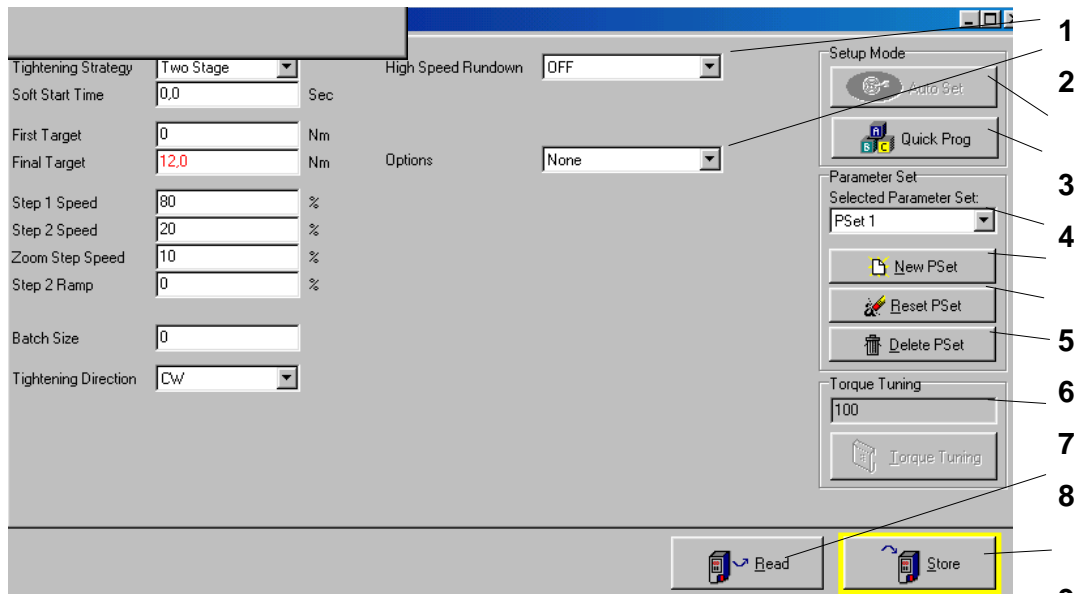 Tightening Strategy Two Stage High Speed Rundown OFF
Soft Start Time 0,0 Sec
First Target 0 Nm
Final Target 12,0 Nm Options None
Step 1 Speed 80 %
Step 2 Speed 20 %
Zoom Step Speed 10 %
Step 2 Ramp 0 %
Batch Size 0
Tightening Direction CW
Setup Mode
Auto Set
Quick Prog
Parameter Set
Selected Parameter Set:
PSet 1
New PSet
Reset PSet
Delete PSet
Torque Tuning
100
Torque Tuning
Read
Store
1
2
3
4
5
6
7
8